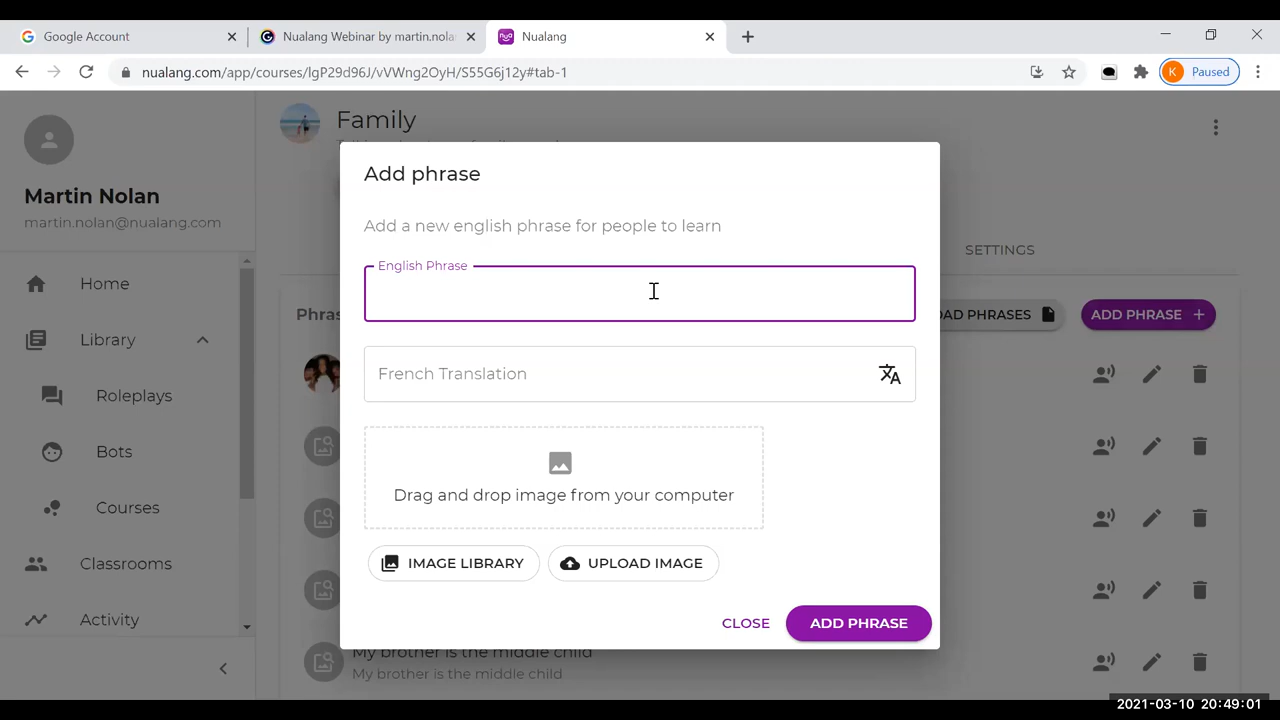 Google Account
Nualang Webinar by martin.nola
Nualang
nualang.com/app/courses/lgP29d96J/vVWng2OyH/S55G6j12y#tab-1
K
Paused
Family
Martin Nolan
martin.nolan@nualang.com
Home
Library
Roleplays
Bots
Courses
Classrooms
Activity
Add phrase
Add a new english phrase for people to learn
English Phrase
French Translation
Drag and drop image from your computer
IMAGE LIBRARY
UPLOAD IMAGE
CLOSE
ADD PHRASE
SETTINGS
Phras
OAD PHRASES
ADD PHRASE +
My brother is the middle child
My brother is the middle child
2021-03-10 20:49:01